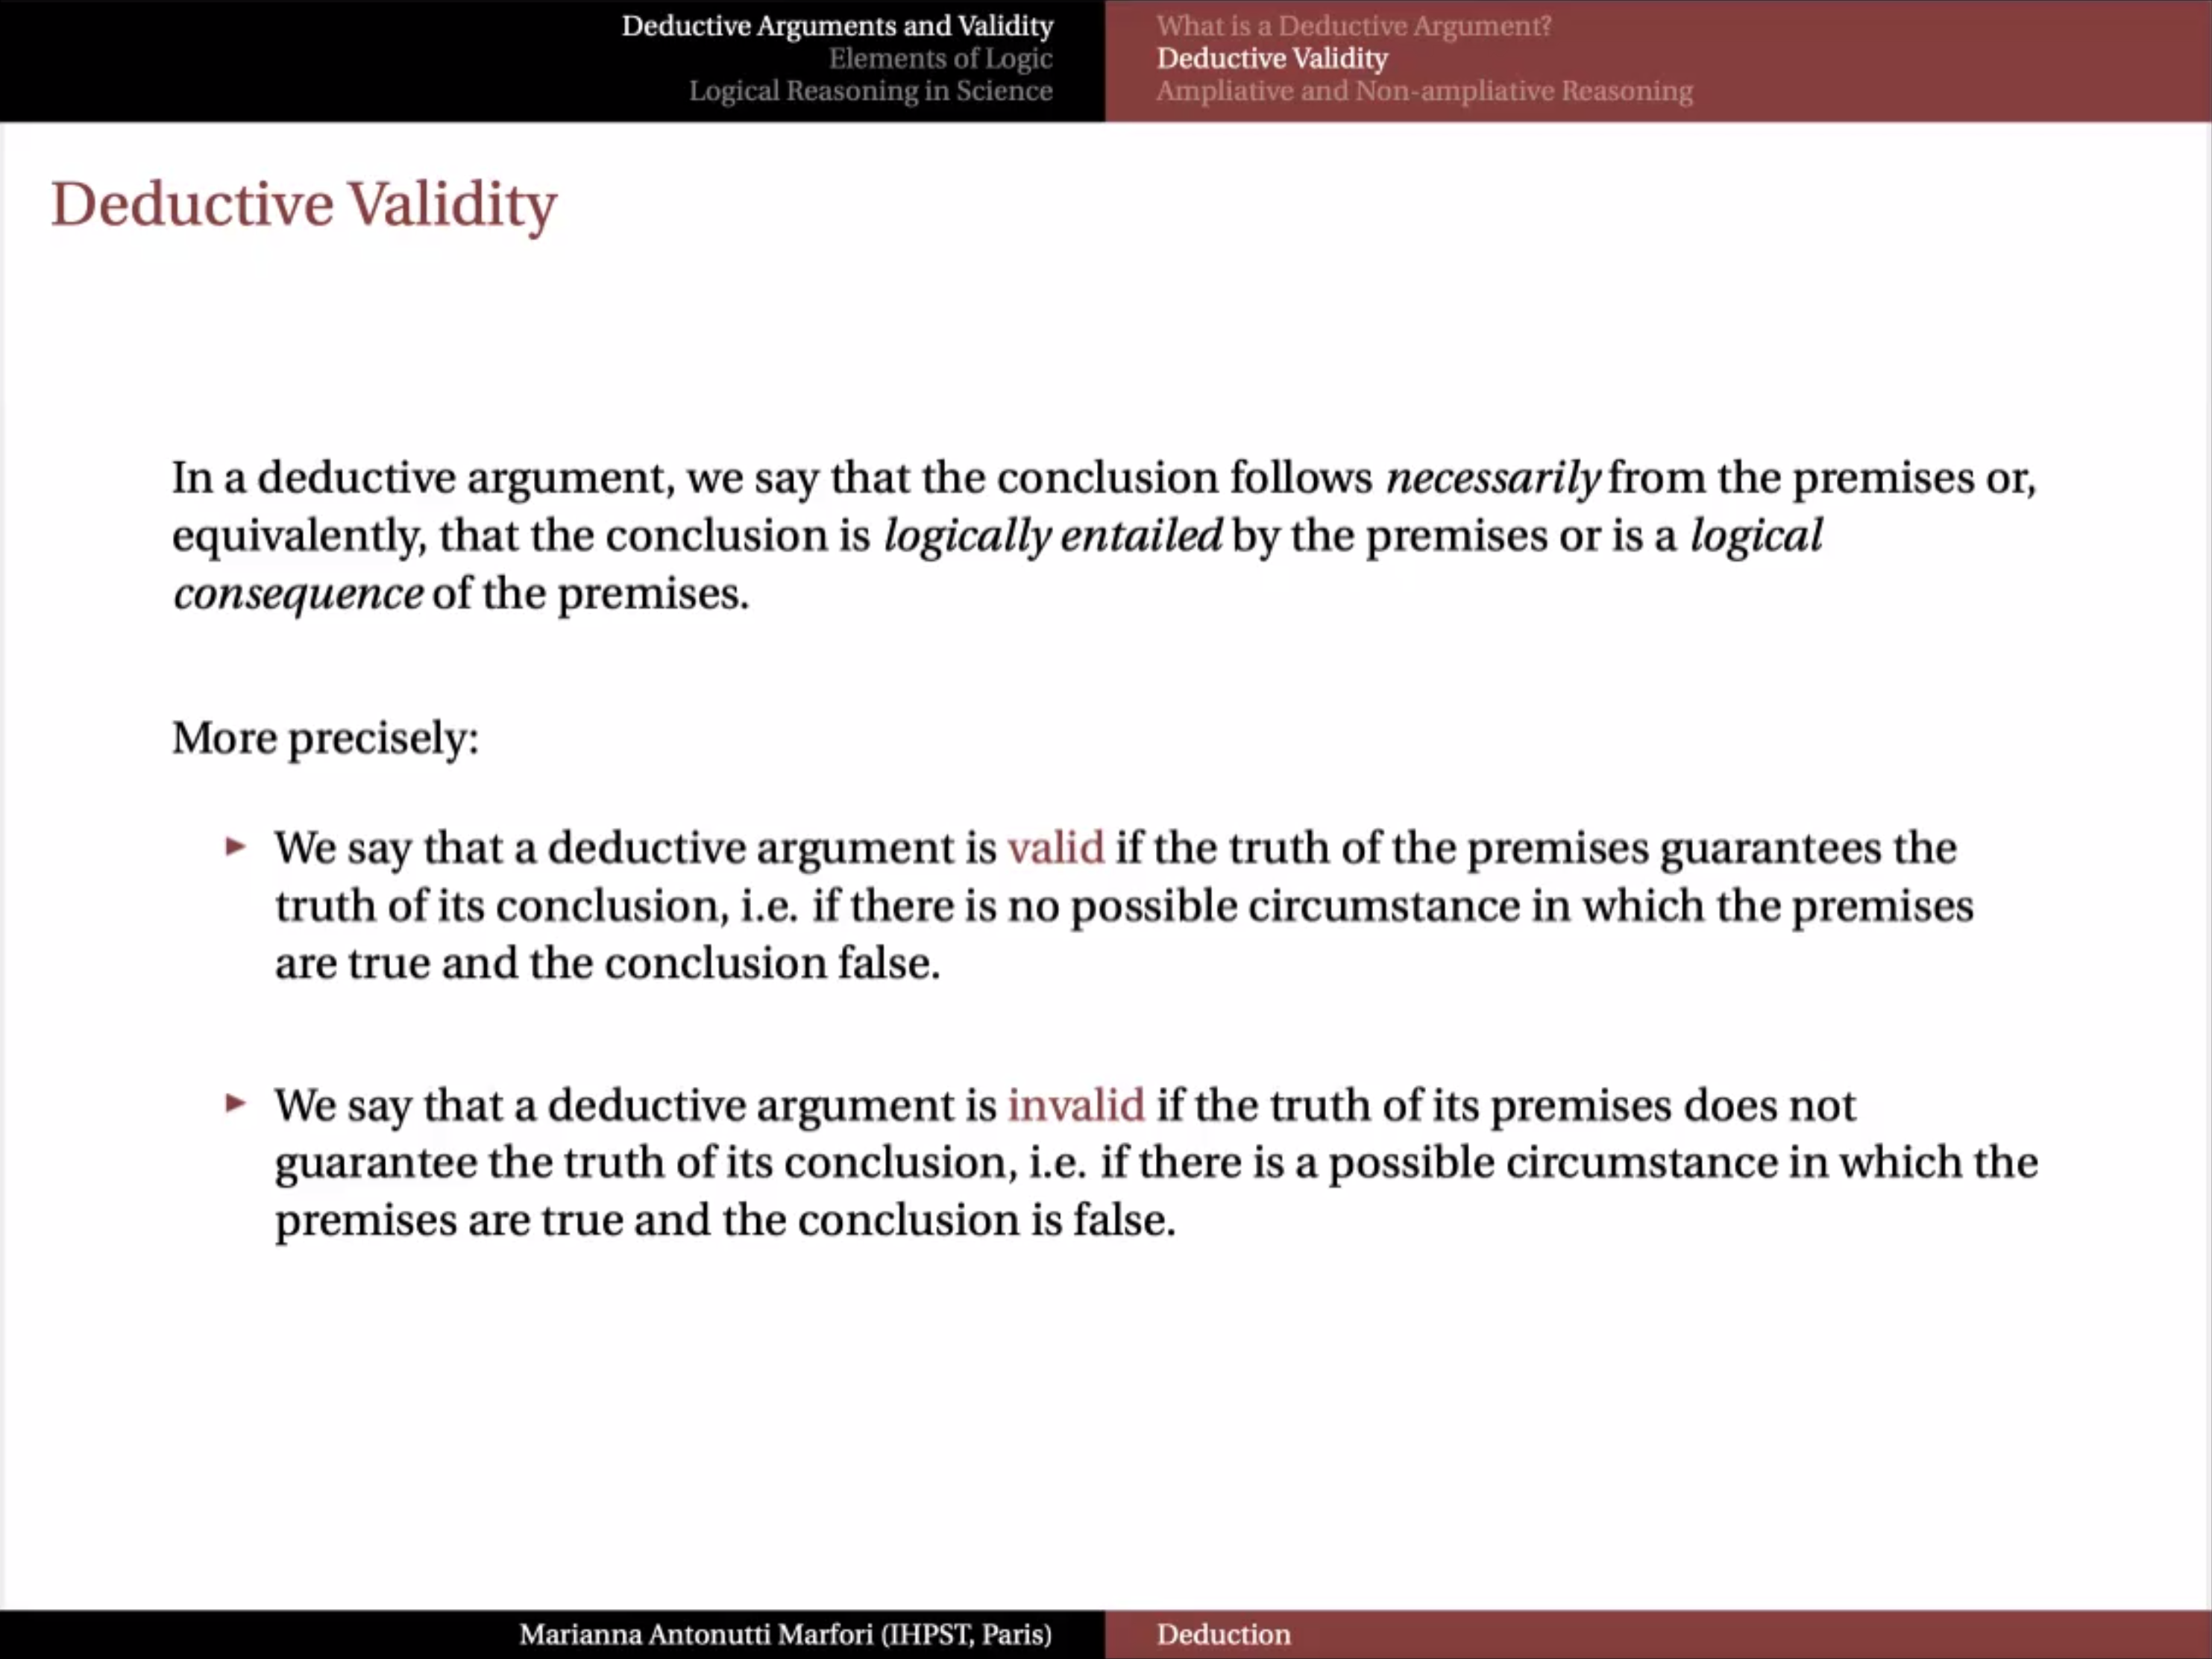 Deductive Arguments and Validity
Elements of Logic
Logical Reasoning in Science
What is a Deductive Argument?
Deductive Validity
Ampliative and Non-ampliative Reasoning
Deductive Validity
In a deductive argument, we say that the conclusion follows necessarily from the premises or,
equivalently, that the conclusion is logically entailed by the premises or is a logical
consequence of the premises.
More precisely:
► We say that a deductive argument is valid if the truth of the premises guarantees the
truth of its conclusion, i.e. if there is no possible circumstance in which the premises
are true and the conclusion false.
► We say that a deductive argument is invalid if the truth of its premises does not
guarantee the truth of its conclusion, i.e. if there is a possible circumstance in which the
premises are true and the conclusion is false.
Marianna Antonutti Marfori (IHPST, Paris)
Deduction